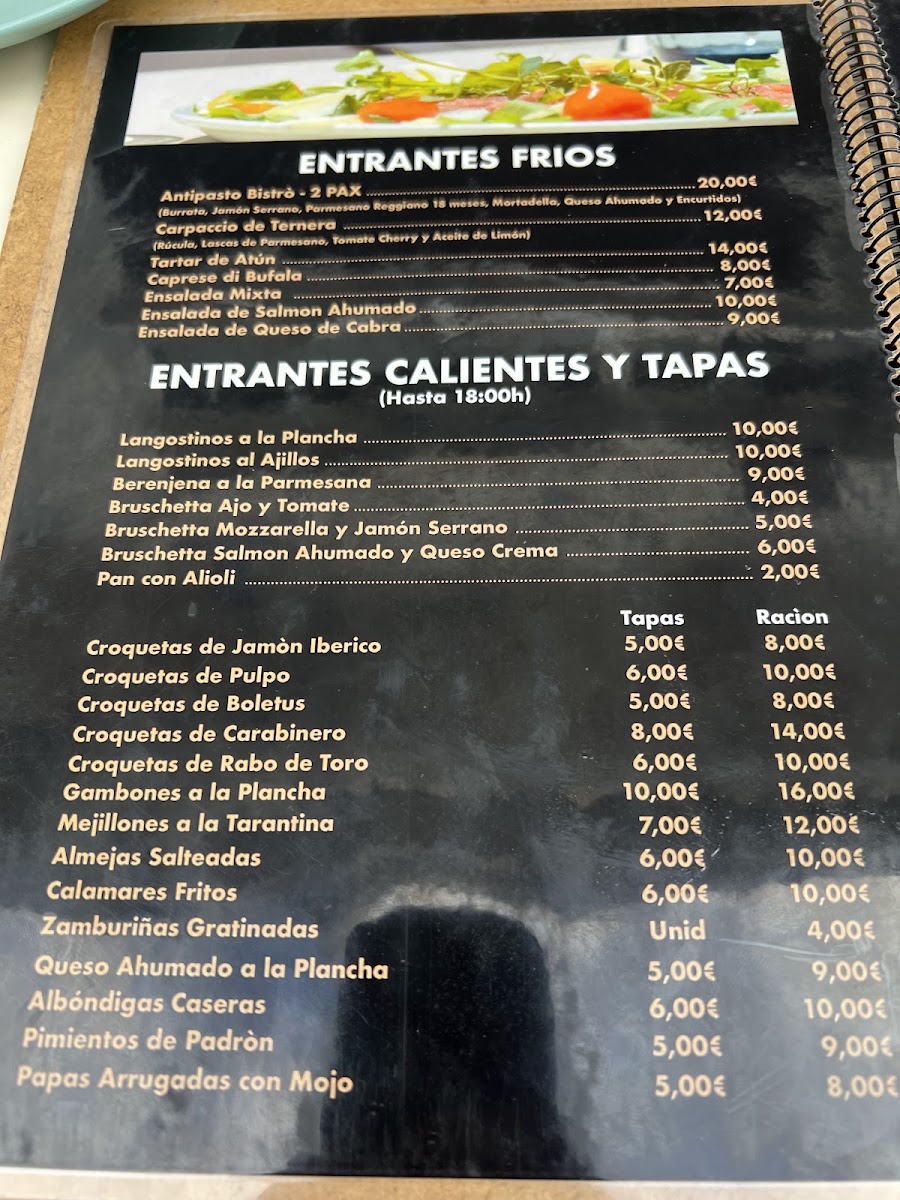 ENTRANTES FRIOS
Antipasto Bistrò - 2 PAX 20,00€
(Burrata, Jamón Serrano, Parmesano Reggiano 18 meses, Mortadella, Queso Ahumado y Encurtidos)
Carpaccio de Ternera 12,00€
(Rúcula, Lascas de Parmesano, Tomate Cherry y Aceite de Limón)
Tartar de Atún 14,00€
Caprese di Bufala 8,00€
Ensalada Mixta 7,00€
Ensalada de Salmon Ahumado 10,00€
Ensalada de Queso de Cabra 9,00€
ENTRANTES CALIENTES Y TAPAS
(Hasta 18:00h)
Langostinos a la Plancha 10,00€
Langostinos al Ajillos 10,00€
Berenjena a la Parmesana 9,00€
Bruschetta Ajo y Tomate 4,00€
Bruschetta Mozzarella y Jamón Serrano 5,00€
Bruschetta Salmon Ahumado y Queso Crema 6,00€
Pan con Alioli 2,00€
Tapas Raciòn
Croquetas de Jamòn Iberico 5,00€ 8,00€
Croquetas de Pulpo 6,00€ 10,00€
Croquetas de Boletus 5,00€ 8,00€
Croquetas de Carabinero 8,00€ 14,00€
Croquetas de Rabo de Toro 6,00€ 10,00€
Gambones a la Plancha 10,00€ 16,00€
Mejillones a la Tarantina 7,00€ 12,00€
Almejas Salteadas 6,00€ 10,00€
Calamares Fritos 6,00€ 10,00€
Zamburiñas Gratinadas Unid 4,00€
Queso Ahumado a la Plancha 5,00€ 9,00€
Albóndigas Caseras 6,00€ 10,00€
Pimientos de Padròn 5,00€ 9,00€
Papas Arrugadas con Mojo 5,00€ 8,00€